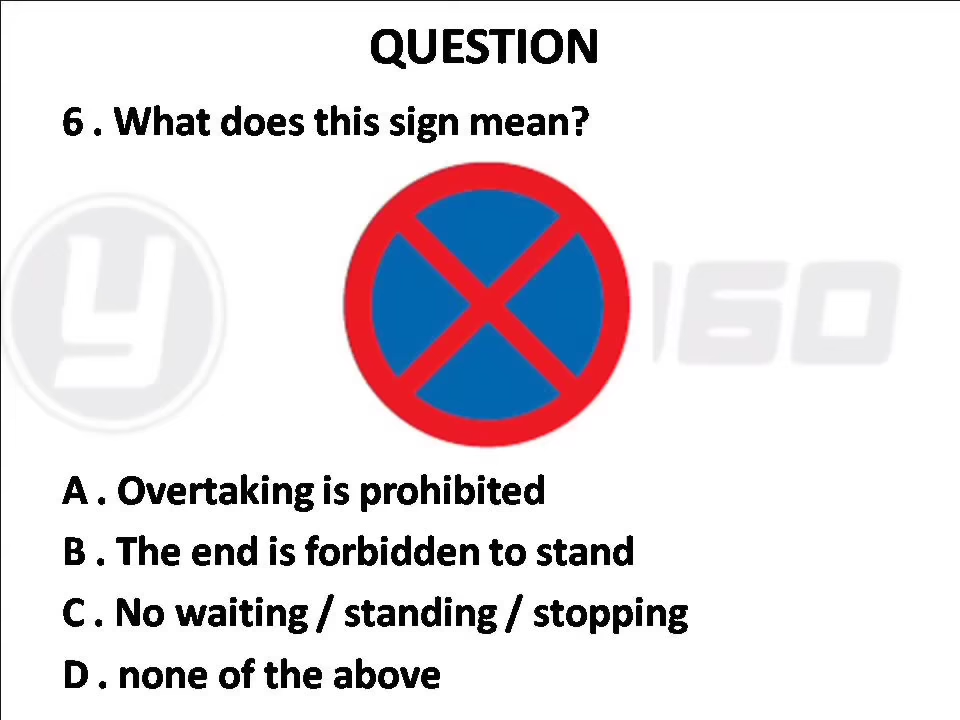 QUESTION
6 . What does this sign mean?
y
160
A . Overtaking is prohibited
B . The end is forbidden to stand
C . No waiting / standing / stopping
D . none of the above